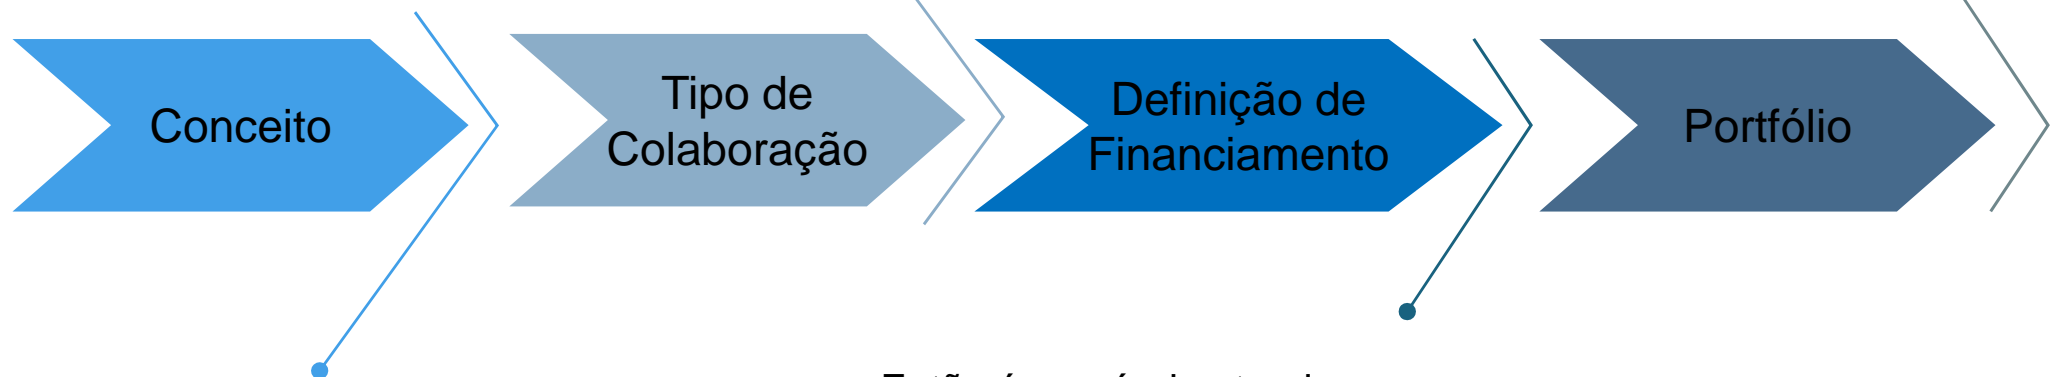 Conceito
Tipo de
Colaboração
Definição de
Financiamento
Portfólio